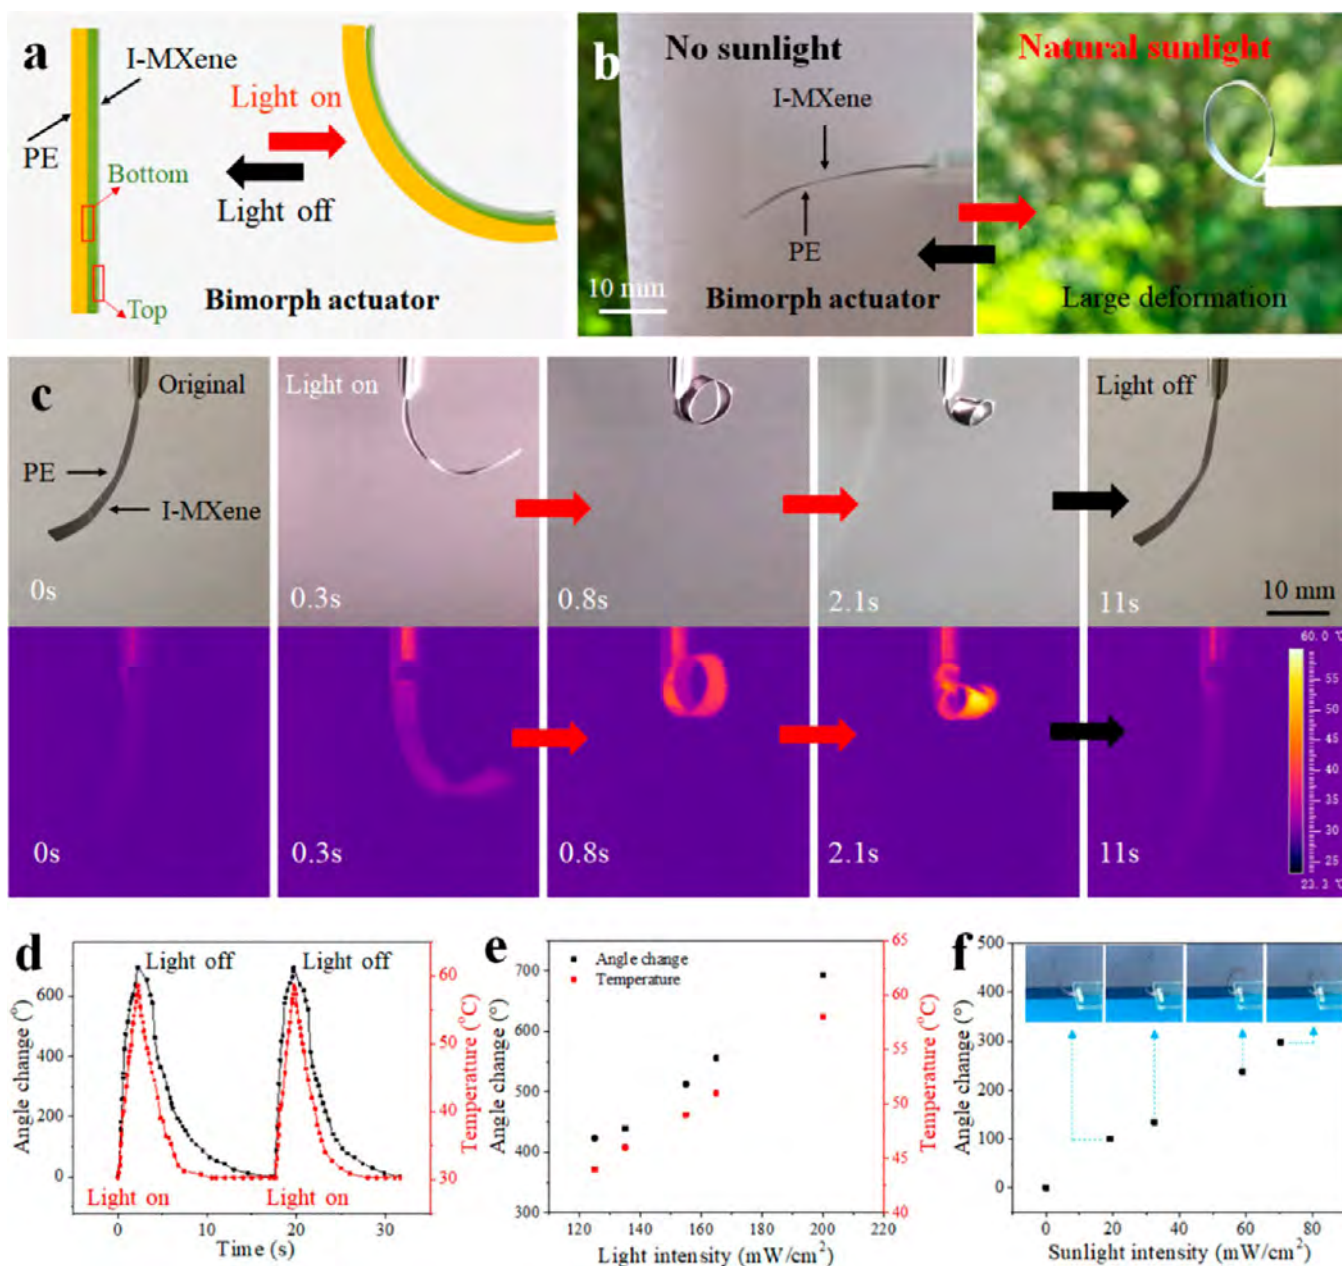 a
I-MXene
PE
Bottom
Top
Light on
Light off
Bimorph actuator
b
No sunlight
I-MXene
PE
10 mm
Bimorph actuator
Natural sunlight
Large deformation
c
Original
PE
I-MXene
0s
Light on
0.3s
0.8s
2.1s
Light off
11s
10 mm
0s
0.3s
0.8s
2.1s
11s
60.0 ℃
55
50
45
40
35
30
25
23.3 ℃
d
Light off
Light off
Light on
Light on
600
400
200
0
Angle change (°)
60
50
40
30
Temperature (°C)
0
10
20
30
Time (s)
e
Angle change
Temperature
700
600
500
400
300
Angle change (°)
65
60
55
50
45
40
Temperature (°C)
120
140
160
180
200
220
Light intensity (mW/cm²)
f
500
400
300
200
100
0
Angle change (°)
0
20
40
60
80
Sunlight intensity (mW/cm²)